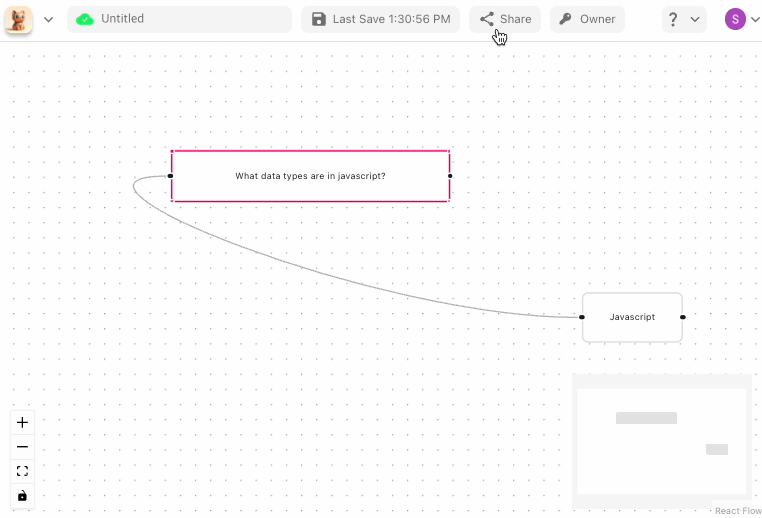 Untitled
Last Save 1:30:56 PM
Share
Owner
?
S
What data types are in javascript?
Javascript
React Flow